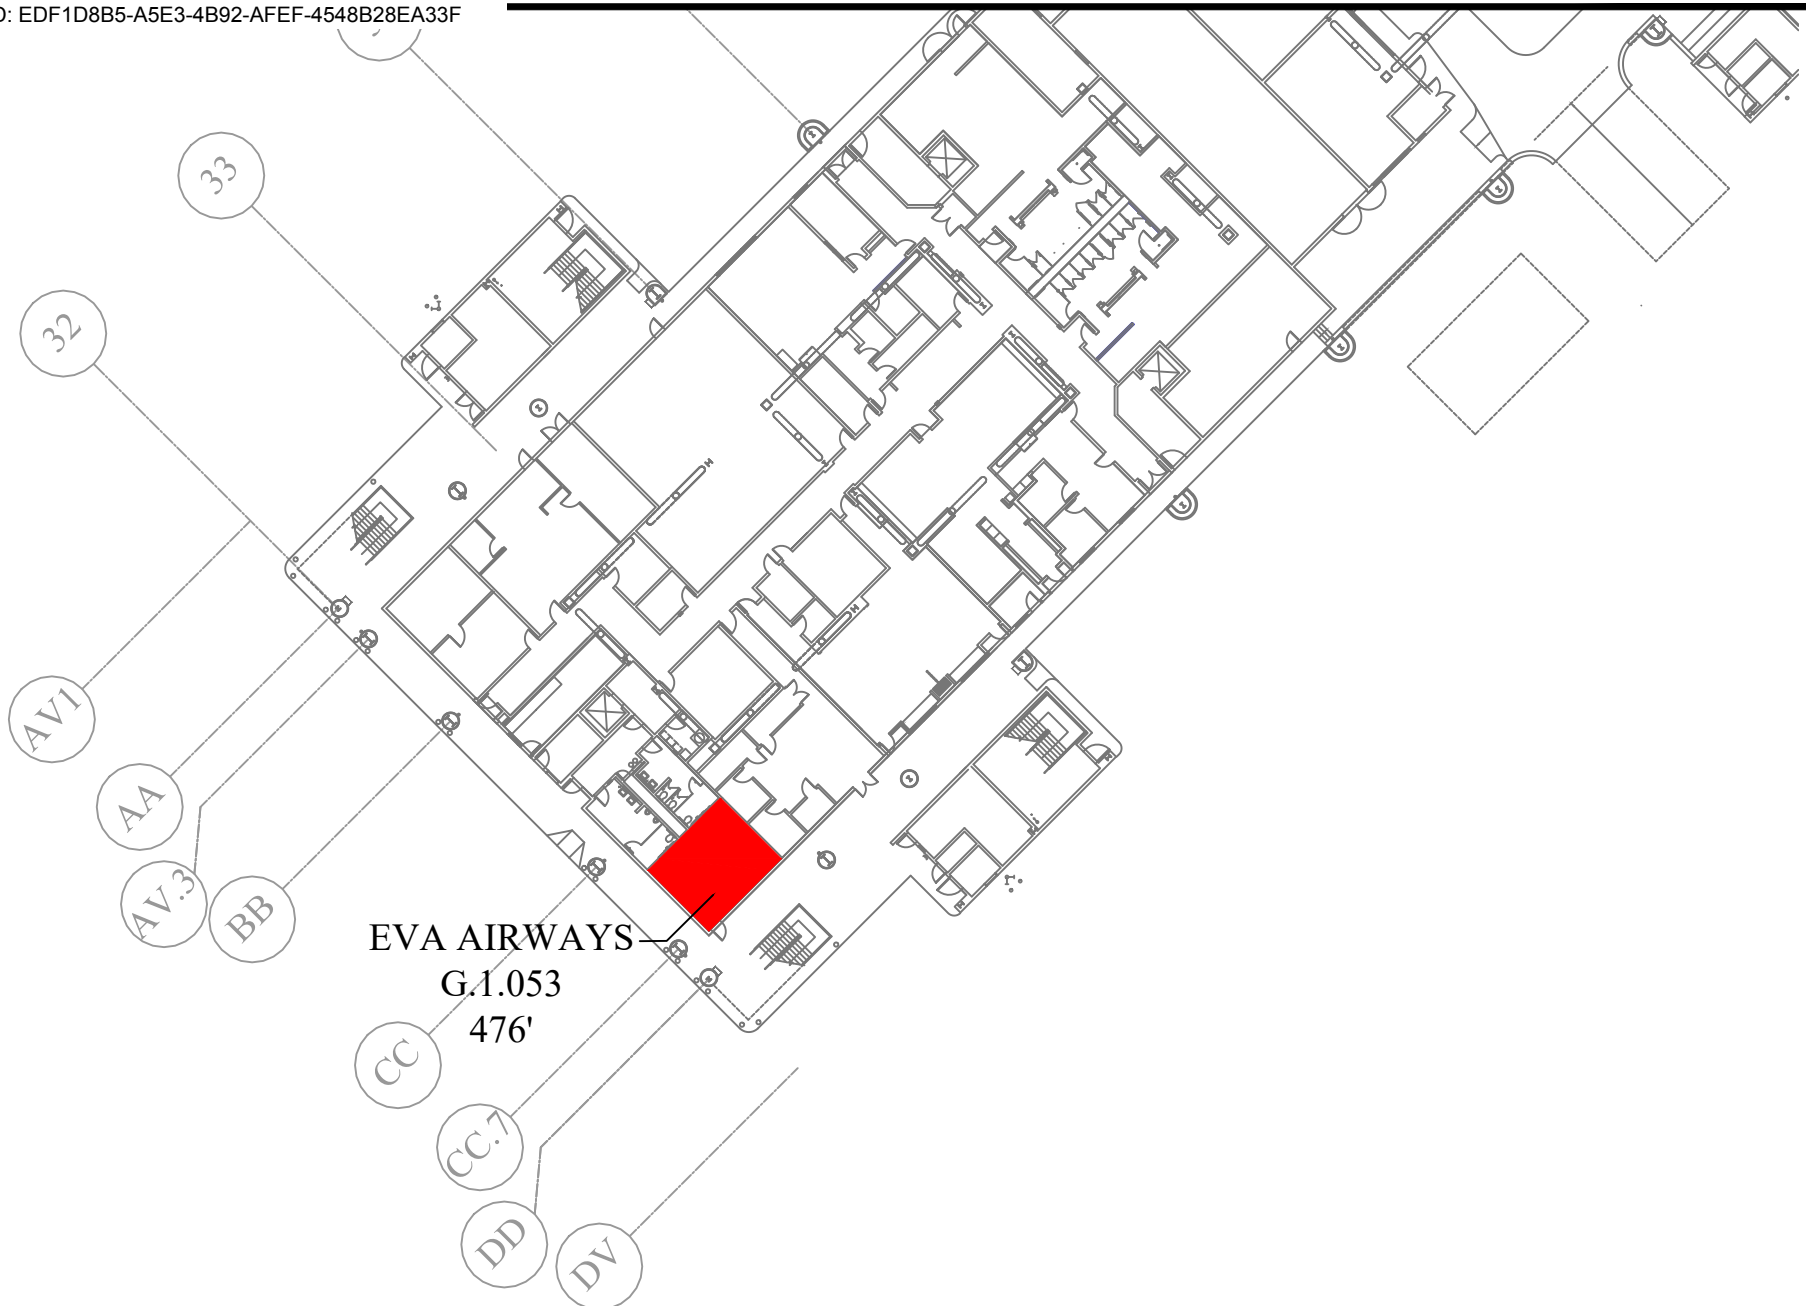 D: EDF1D8B5-A5E3-4B92-AFEF-4548B28EA33F
33
32
AV1
AA
AV.3
BB
EVA AIRWAYS
G.1.053
476'
CC
CC.7
DD
DV